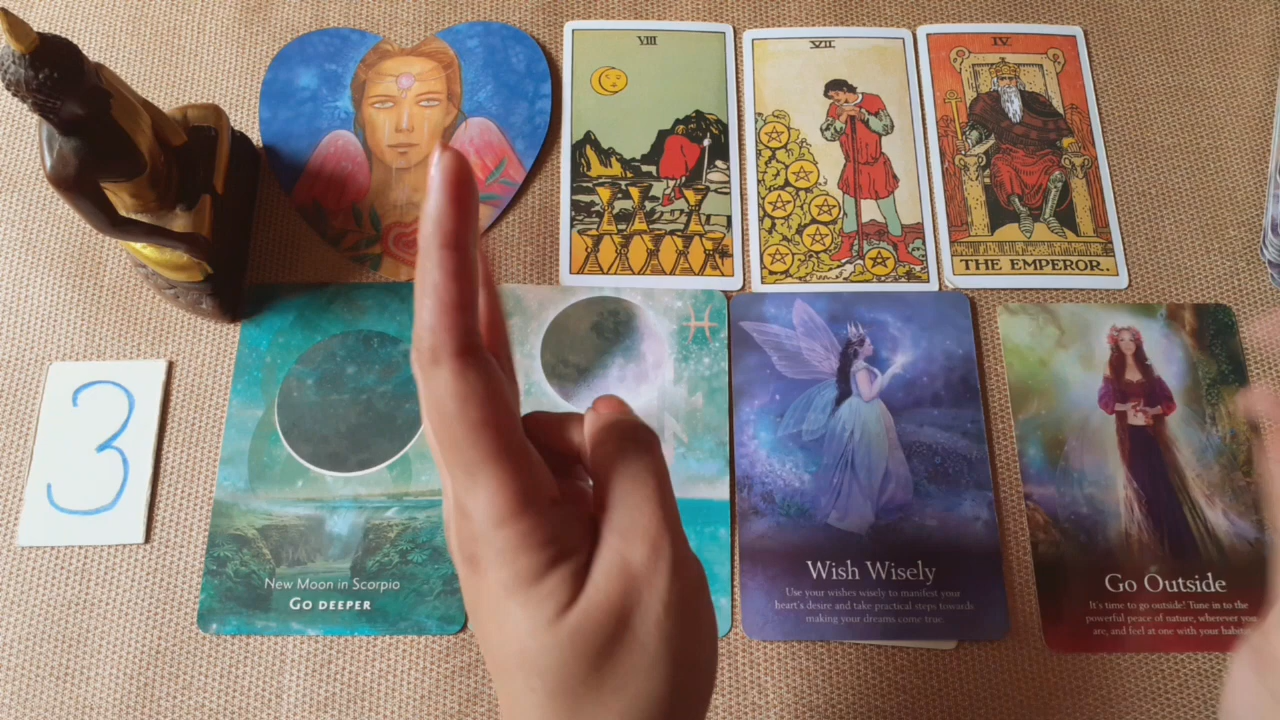 VIII
VII
IV
THE EMPEROR.
3
New Moon in Scorpio
GO DEEPER
Wish Wisely
Use your wishes wisely to manifest your
heart's desire and take practical steps towards
making your dreams come true.
Go Outside
It's time to go outside! Tune in to the
powerful peace of nature, wherever you
are, and feel at one with your habitat.